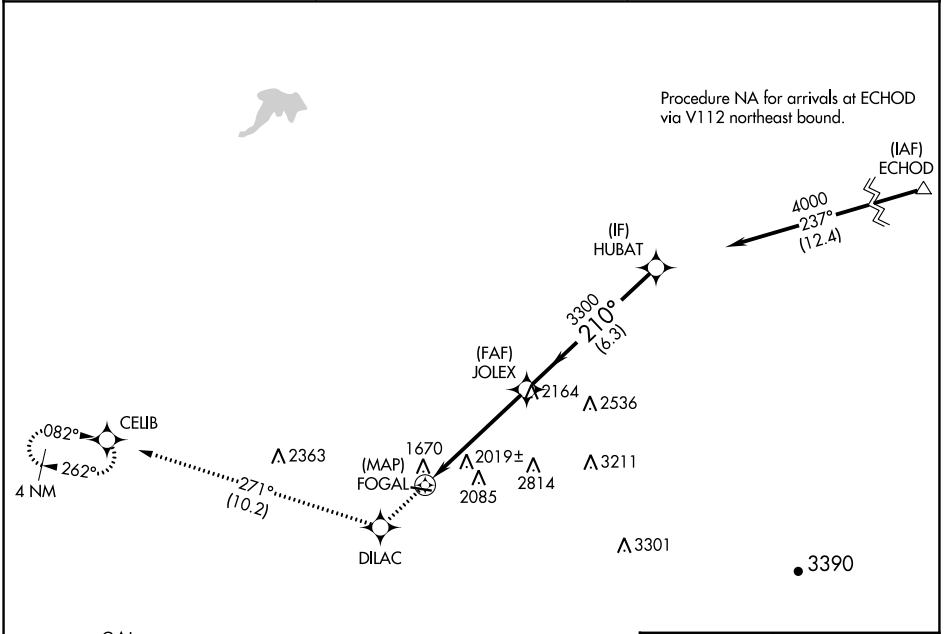 Procedure NA for arrivals at ECHOD
via V112 northeast bound.
(IAF)
ECHOD
4000
237°
(12.4)
(IF)
HUBAT
3300
210°
(6.3)
(FAF)
JOLEX
2164
2536
CELIB
082°
262°
4 NM
2363
1670
(MAP)
FOGAL
2019±
2085
2814
3211
271°
(10.2)
DILAC
3301
3390